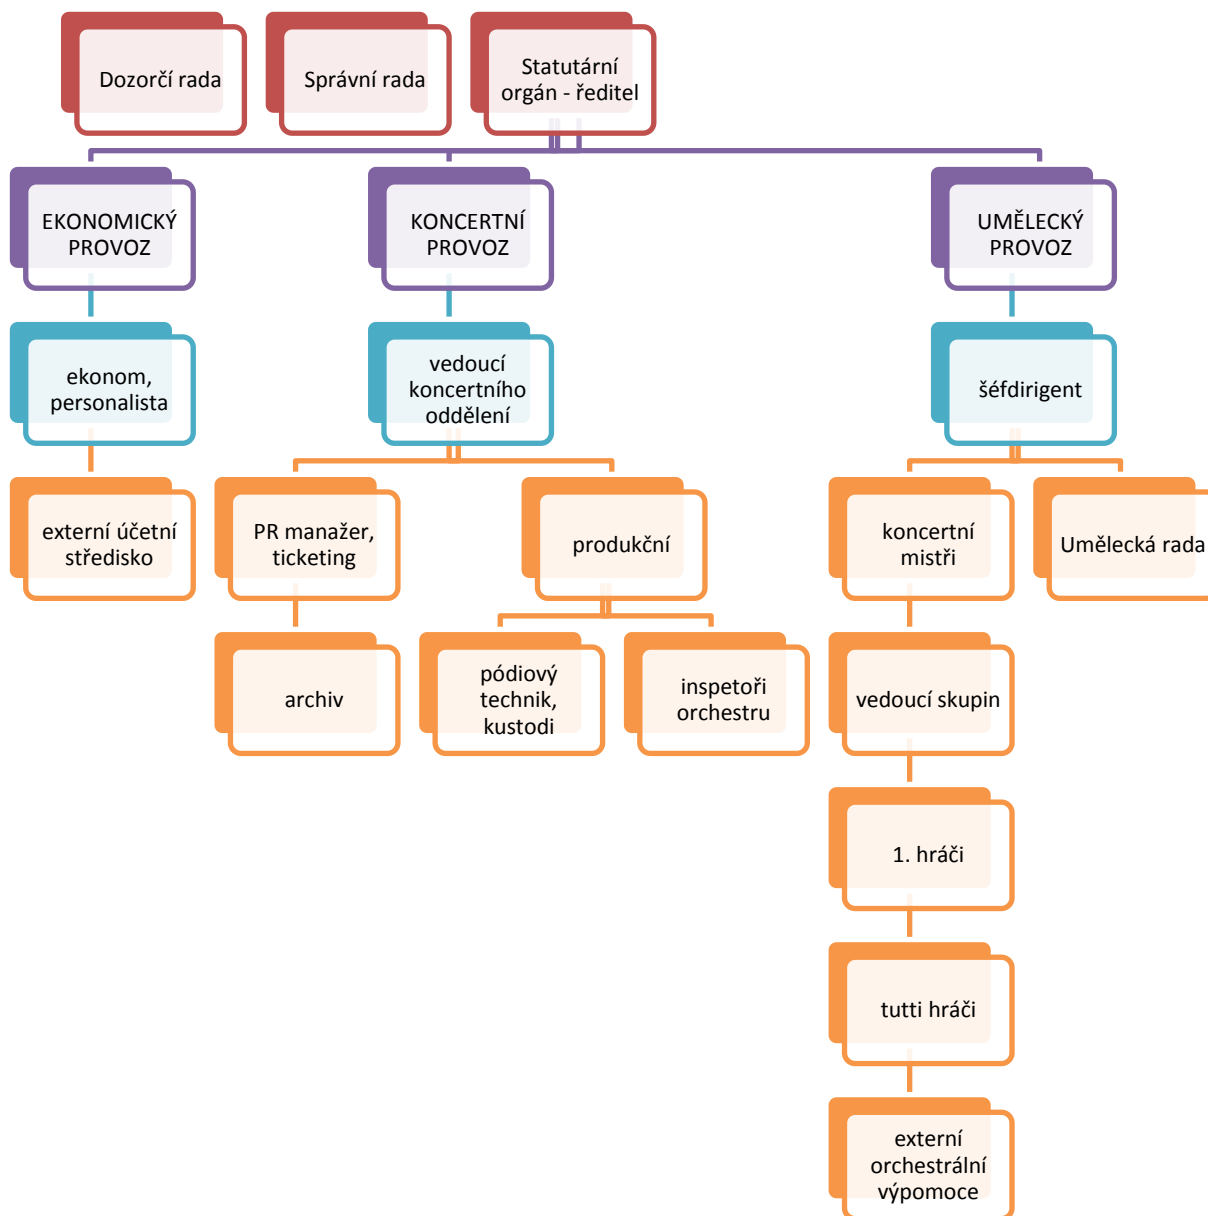 Dozorčí rada
Správní rada
Statutární
orgán - ředitel
EKONOMICKÝ
PROVOZ
KONCERTNÍ
PROVOZ
UMĚLECKÝ
PROVOZ
ekonom,
personalista
vedoucí
koncertního
oddělení
šéfdirigent
externí účetní
středisko
PR manažer,
ticketing
produkční
koncertní
mistři
Umělecká rada
archiv
pódiový
technik,
kustodi
inspetoři
orchestru
vedoucí skupin
1. hráči
tutti hráči
externí
orchestrální
výpomoce